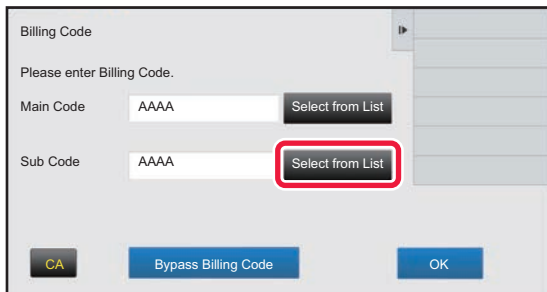 Billing Code
Please enter Billing Code.
Main Code AAAA Select from List
Sub Code AAAA Select from List
CA Bypass Billing Code OK